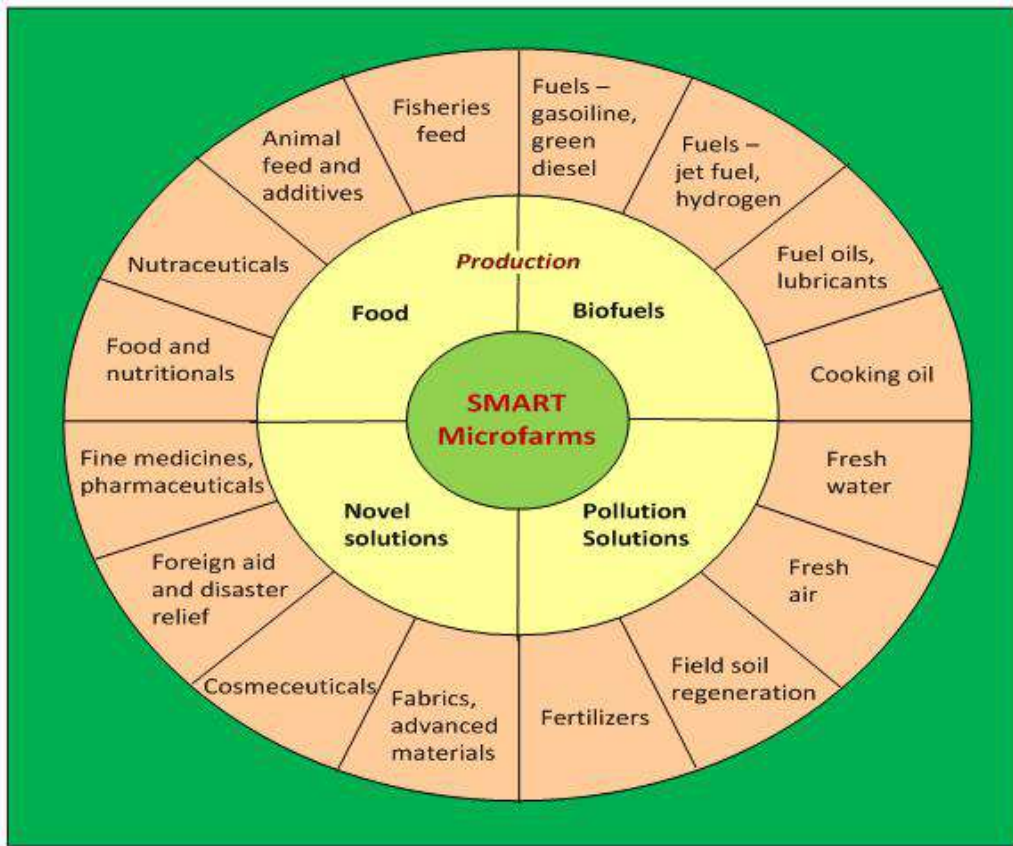 Fisheries
feed
Fuels –
gasoiline,
green
diesel
Fuels –
jet fuel,
hydrogen
Fuel oils,
lubricants
Cooking oil
Fresh
water
Fresh
air
Field soil
regeneration
Fertilizers
Fabrics,
advanced
materials
Cosmeceuticals
Foreign aid
and disaster
relief
Fine medicines,
pharmaceuticals
Food and
nutritionals
Nutraceuticals
Animal
feed and
additives
Production
Food
Biofuels
SMART
Microfarms
Novel
solutions
Pollution
Solutions